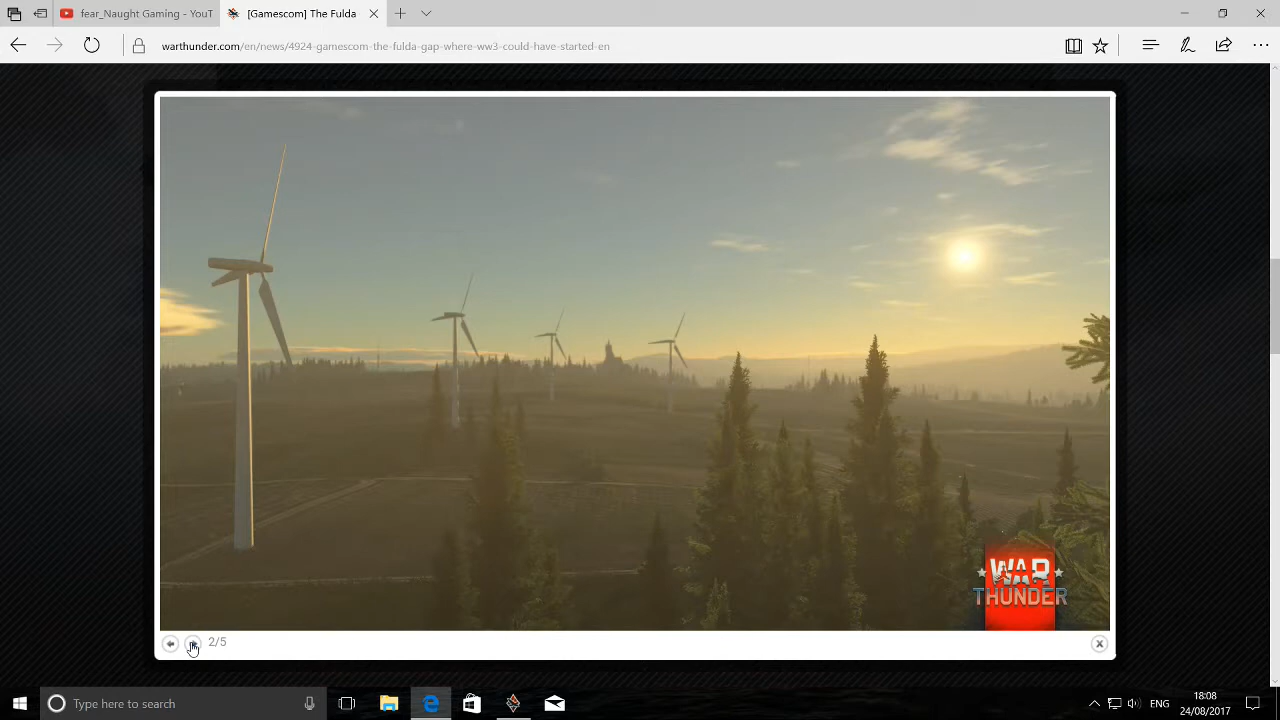 fear_Naught Gaming - YouT
[Gamescom] The Fulda
warthunder.com/en/news/4924-gamescom-the-fulda-gap-where-ww3-could-have-started-en
WAR
THUNDER
2/5
Type here to search
ENG
18:08
24/08/2017